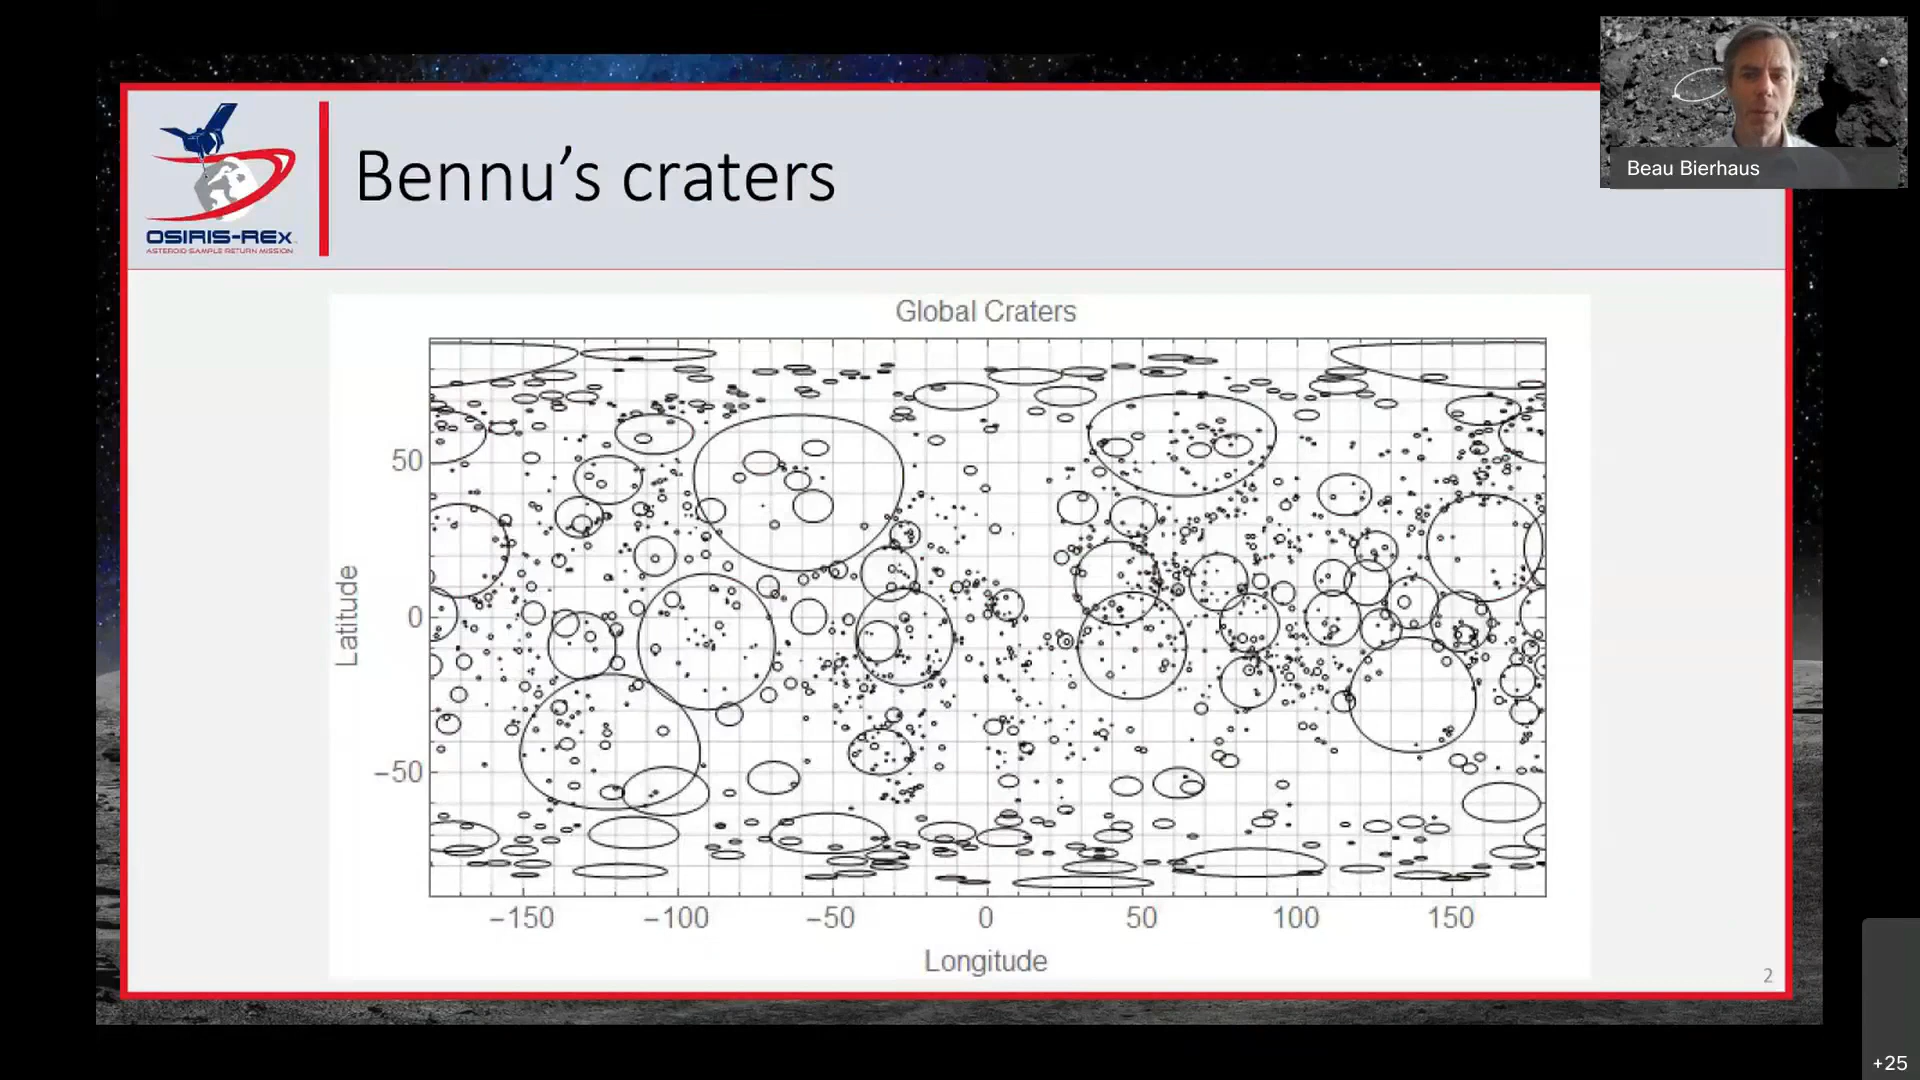 Beau Bierhaus
Bennu’s craters
OSIRIS-REx
ASTEROID SAMPLE RETURN MISSION
Global Craters
Latitude
50
0
−50
−150 −100 −50 0 50 100 150
Longitude
2
+25